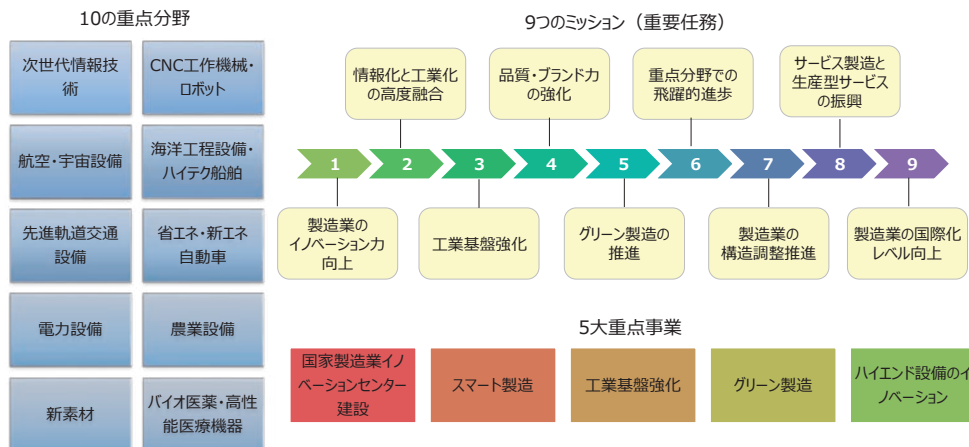 10の重点分野
次世代情報技
術
CNC工作機械・
ロボット
航空・宇宙設備
海洋工程設備・
ハイテク船舶
先進軌道交通
設備
省エネ・新エネ
自動車
電力設備
農業設備
新素材
バイオ医薬・高性
能医療機器
9つのミッション（重要任務）
情報化と工業化
の高度融合
品質・ブランド力
の強化
重点分野での
飛躍的進歩
サービス製造と
生産型サービス
の振興
1
2
3
4
5
6
7
8
9
製造業の
イノベーション力
向上
工業基盤強化
グリーン製造の
推進
製造業の
構造調整推進
製造業の国際化
レベル向上
5大重点事業
国家製造業イノ
ベーションセンター
建設
スマート製造
工業基盤強化
グリーン製造
ハイエンド設備のイ
ノベーション